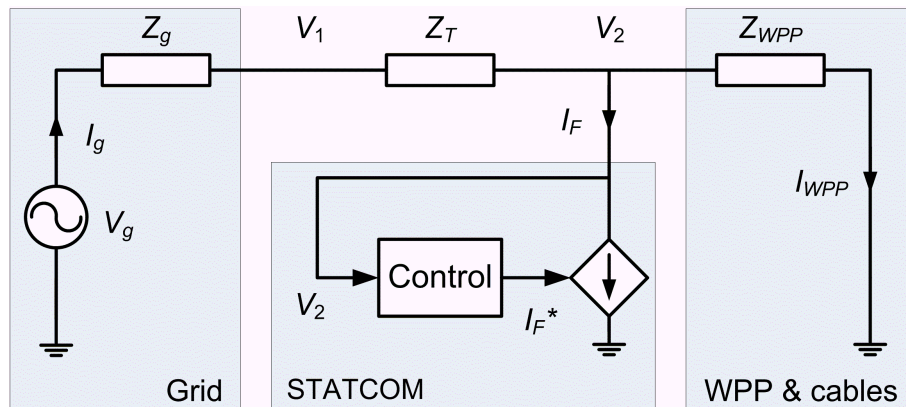 Z_g
V_1
Z_T
V_2
Z_WPP
I_g
V_g
I_F
I_WPP
Control
V_2
I_F*
Grid
STATCOM
WPP & cables